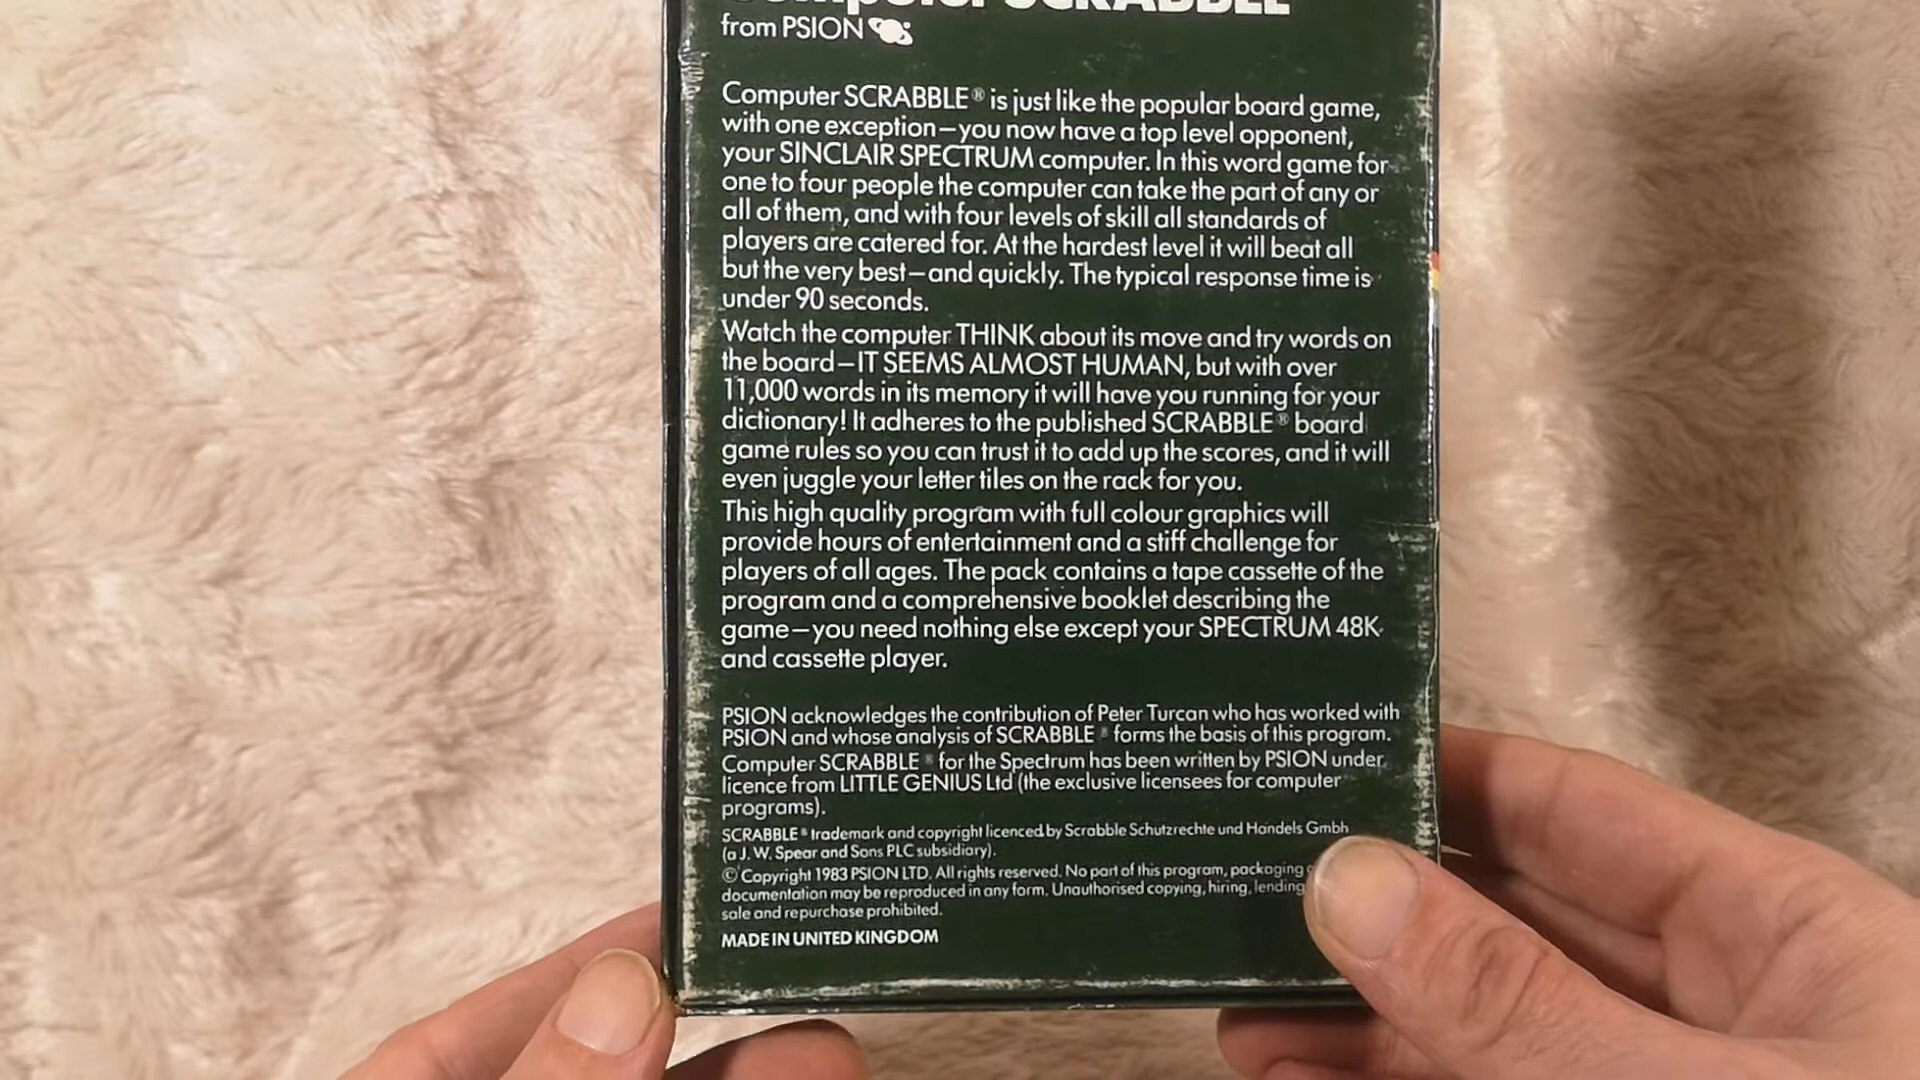 Computer SCRABBLE
from PSION
Computer SCRABBLE® is just like the popular board game,
with one exception—you now have a top level opponent,
your SINCLAIR SPECTRUM computer. In this word game for
one to four people the computer can take the part of any or
all of them, and with four levels of skill all standards of
players are catered for. At the hardest level it will beat all
but the very best—and quickly. The typical response time is
under 90 seconds.
Watch the computer THINK about its move and try words on
the board—IT SEEMS ALMOST HUMAN, but with over
11,000 words in its memory it will have you running for your
dictionary! It adheres to the published SCRABBLE® board
game rules so you can trust it to add up the scores, and it will
even juggle your letter tiles on the rack for you.
This high quality program with full colour graphics will
provide hours of entertainment and a stiff challenge for
players of all ages. The pack contains a tape cassette of the
program and a comprehensive booklet describing the
game—you need nothing else except your SPECTRUM 48K
and cassette player.
PSION acknowledges the contribution of Peter Turcan who has worked with
PSION and whose analysis of SCRABBLE® forms the basis of this program.
Computer SCRABBLE® for the Spectrum has been written by PSION under
licence from LITTLE GENIUS Ltd (the exclusive licensees for computer
programs).
SCRABBLE® trademark and copyright licenced by Scrabble Schutzrechte und Handels Gmbh
(a J. W. Spear and Sons PLC subsidiary).
© Copyright 1983 PSION LTD. All rights reserved. No part of this program, packaging
documentation may be reproduced in any form. Unauthorised copying, hiring, lending
sale and repurchase prohibited.
MADE IN UNITED KINGDOM